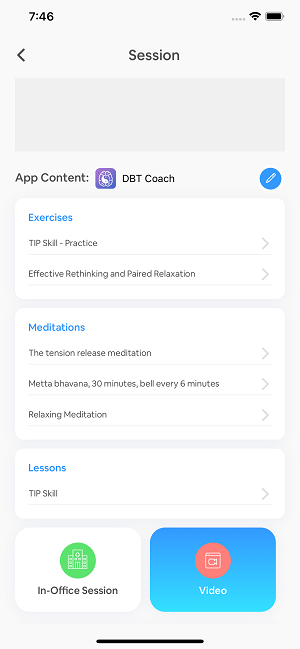 7:46
Session
App Content: DBT Coach
Exercises
TIP Skill - Practice
Effective Rethinking and Paired Relaxation
Meditations
The tension release meditation
Metta bhavana, 30 minutes, bell every 6 minutes
Relaxing Meditation
Lessons
TIP Skill
In-Office Session
Video